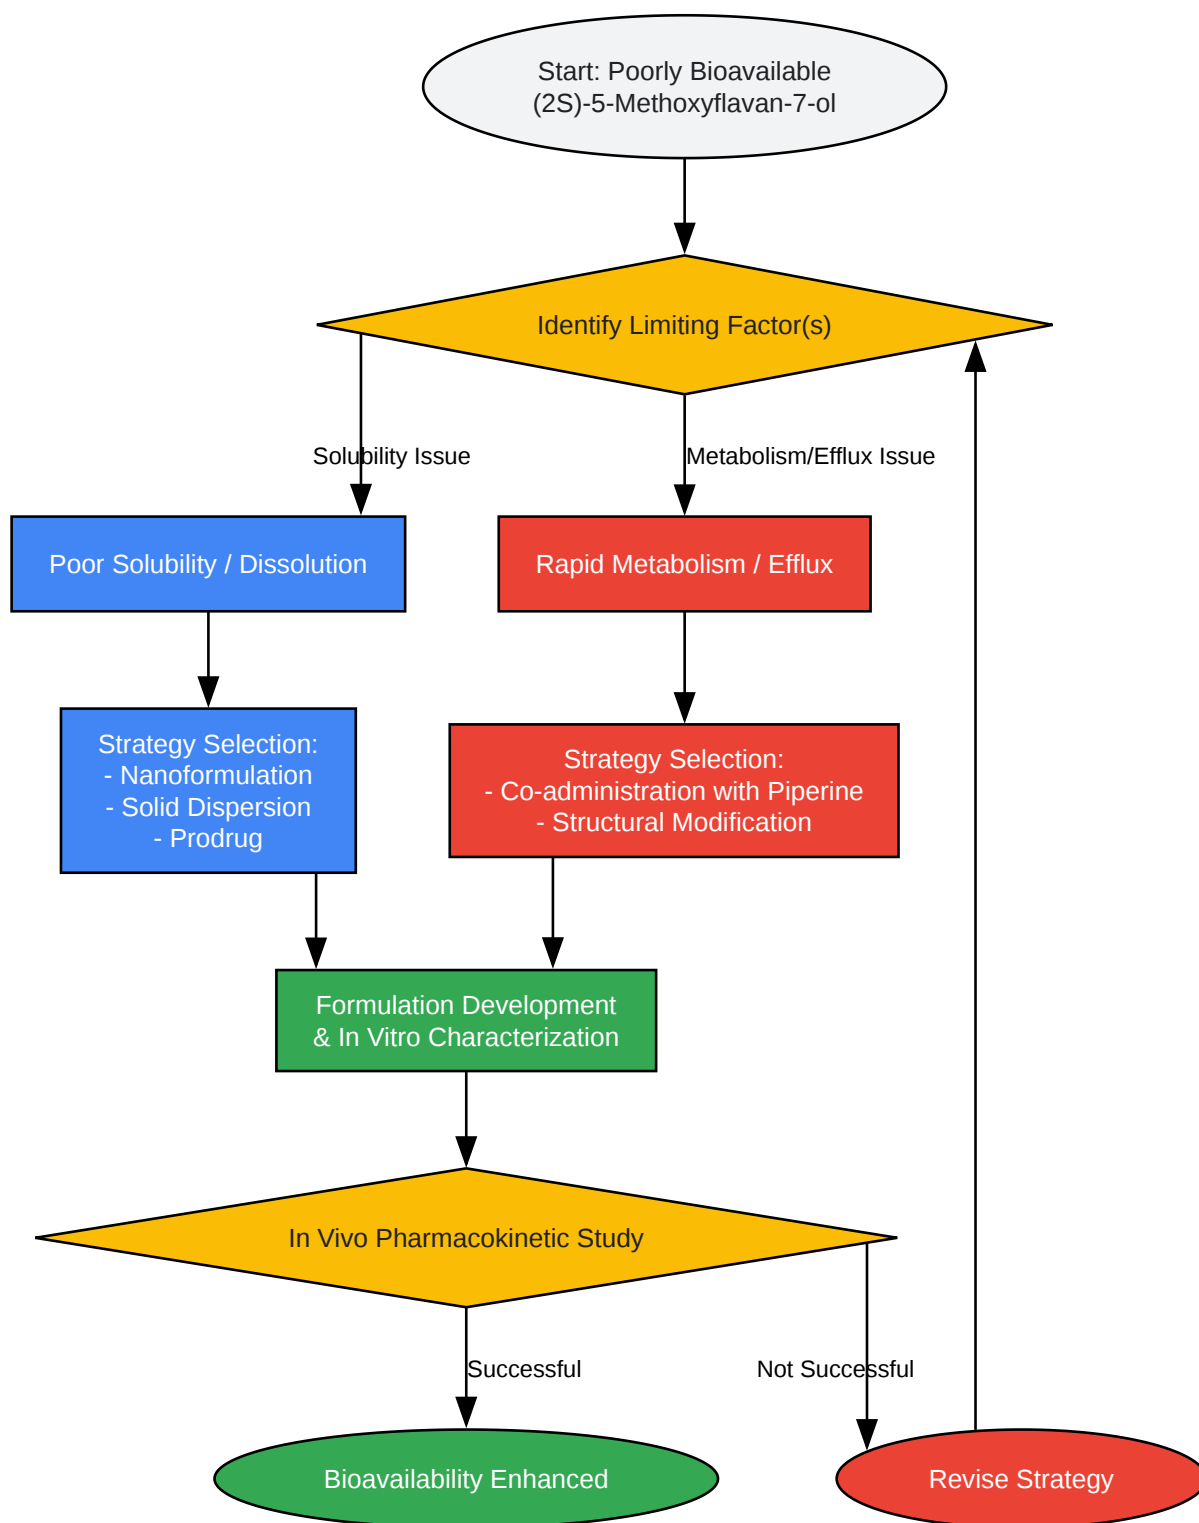 Start: Poorly Bioavailable
(2S)-5-Methoxyflavan-7-ol
Identify Limiting Factor(s)
Solubility Issue
Metabolism/Efflux Issue
Poor Solubility / Dissolution
Rapid Metabolism / Efflux
Strategy Selection:
- Nanoformulation
- Solid Dispersion
- Prodrug
Strategy Selection:
- Co-administration with Piperine
- Structural Modification
Formulation Development
& In Vitro Characterization
In Vivo Pharmacokinetic Study
Successful
Not Successful
Bioavailability Enhanced
Revise Strategy